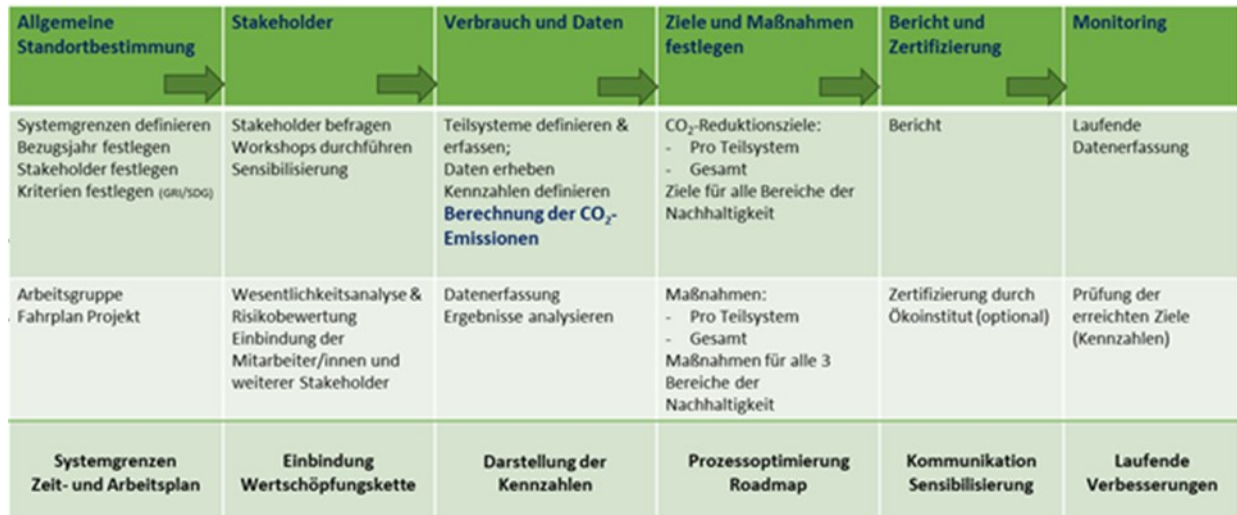 Allgemeine
Standortbestimmung
Stakeholder
Verbrauch und Daten
Ziele und Maßnahmen
festlegen
Bericht und
Zertifizierung
Monitoring
Systemgrenzen definieren
Bezugsjahr festlegen
Stakeholder festlegen
Kriterien festlegen (GRI/SDG)
Stakeholder befragen
Workshops durchführen
Sensibilisierung
Teilsysteme definieren &
erfassen;
Daten erheben
Kennzahlen definieren
Berechnung der CO₂-
Emissionen
CO₂-Reduktionsziele:
- Pro Teilsystem
- Gesamt
Ziele für alle Bereiche der
Nachhaltigkeit
Bericht
Laufende
Datenerfassung
Arbeitsgruppe
Fahrplan Projekt
Wesentlichkeitsanalyse &
Risikobewertung
Einbindung der
Mitarbeiter/innen und
weiterer Stakeholder
Datenerfassung
Ergebnisse analysieren
Maßnahmen:
- Pro Teilsystem
- Gesamt
Maßnahmen für alle 3
Bereiche der
Nachhaltigkeit
Zertifizierung durch
Ökoinstitut (optional)
Prüfung der
erreichten Ziele
(Kennzahlen)
Systemgrenzen
Zeit- und Arbeitsplan
Einbindung
Wertschöpfungskette
Darstellung der
Kennzahlen
Prozessoptimierung
Roadmap
Kommunikation
Sensibilisierung
Laufende
Verbesserungen